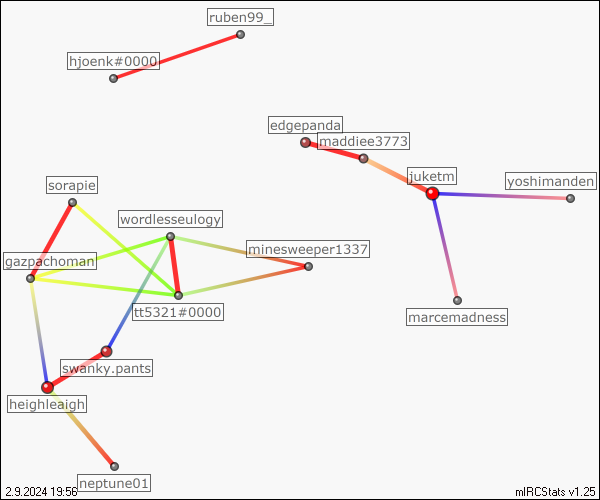 ruben99_
hjoenk#0000
edgepanda
maddiee3773
juketm
yoshimanden
sorapie
wordlesseulogy
minesweeper1337
gazpachoman
tt5321#0000
marcemadness
swanky.pants
heighleaigh
neptune01
2.9.2024 19:56
mIRCStats v1.25